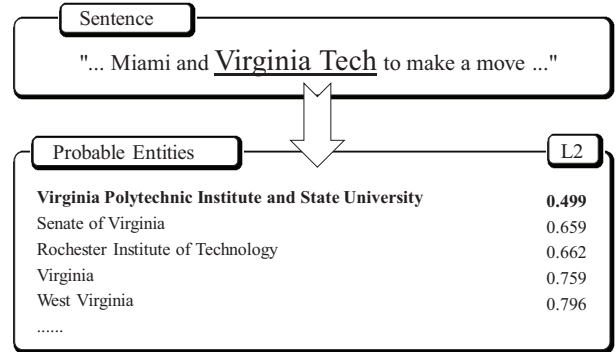 Sentence
"... Miami and Virginia Tech to make a move ..."
Probable Entities L2
Virginia Polytechnic Institute and State University 0.499
Senate of Virginia 0.659
Rochester Institute of Technology 0.662
Virginia 0.759
West Virginia 0.796
......